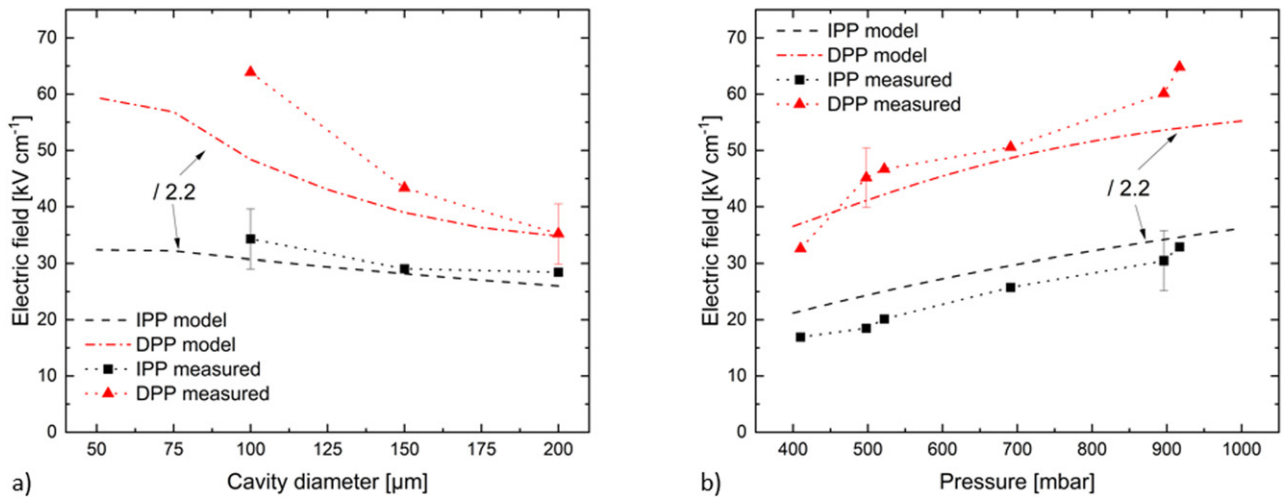 70
60
50
40
30
20
10
0
Electric field [kV cm⁻¹]
/ 2.2
IPP model
DPP model
IPP measured
DPP measured
50 75 100 125 150 175 200
Cavity diameter [µm]
a)
70
60
50
40
30
20
10
0
Electric field [kV cm⁻¹]
IPP model
DPP model
IPP measured
DPP measured
/ 2.2
400 500 600 700 800 900 1000
Pressure [mbar]
b)